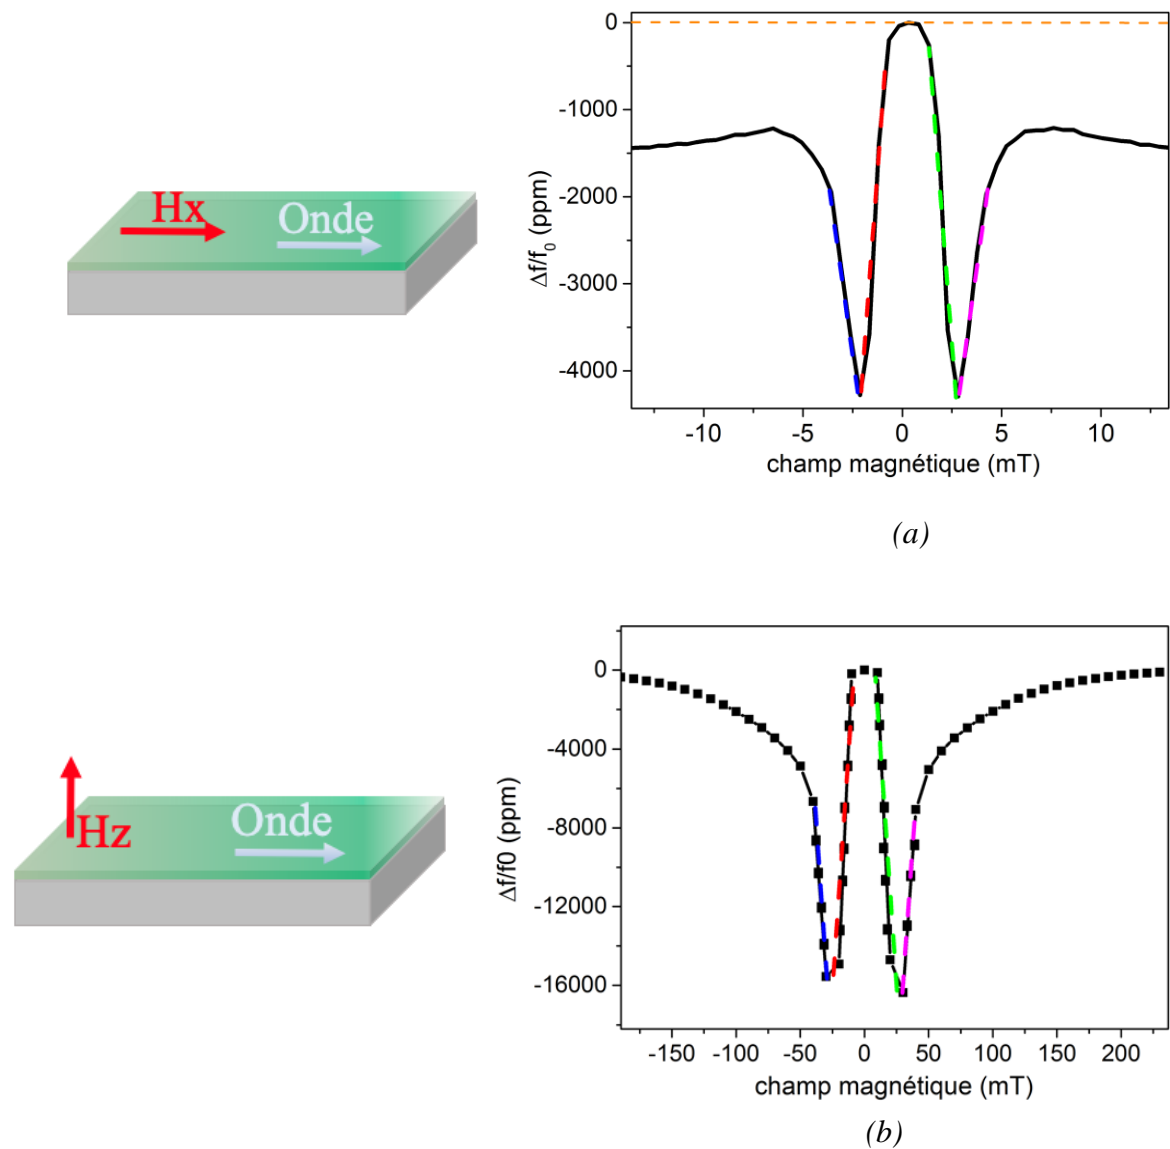 Hx
Onde
0
-1000
-2000
-3000
-4000
Δf/f₀ (ppm)
-10 -5 0 5 10
champ magnétique (mT)
(a)
Hz
Onde
0
-4000
-8000
-12000
-16000
Δf/f0 (ppm)
-150 -100 -50 0 50 100 150 200
champ magnétique (mT)
(b)